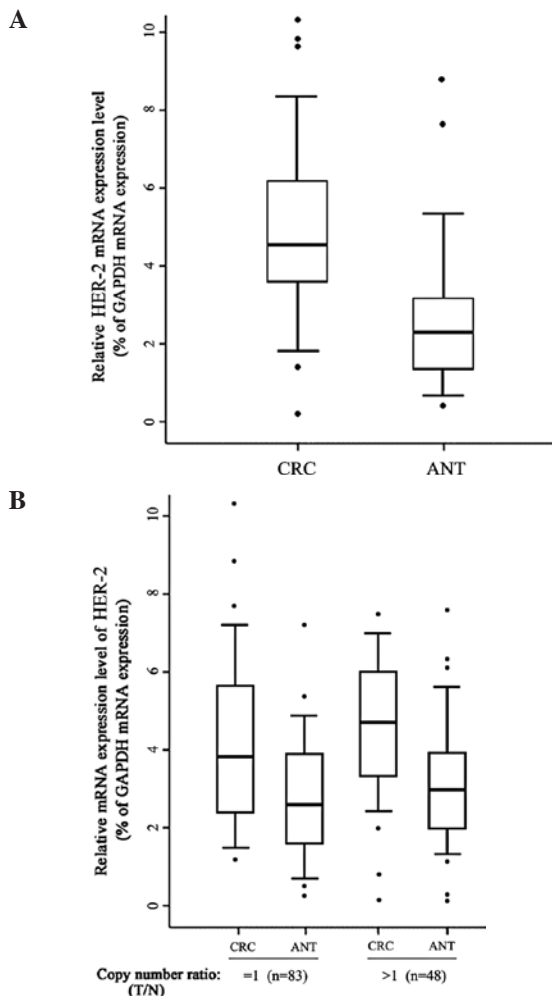 A
Relative HER-2 mRNA expression level
(% of GAPDH mRNA expression)
10
8
6
4
2
0
CRC ANT
B
Relative mRNA expression level of HER-2
(% of GAPDH mRNA expression)
10
8
6
4
2
0
CRC ANT CRC ANT
Copy number ratio: =1 (n=83) >1 (n=48)
(T/N)